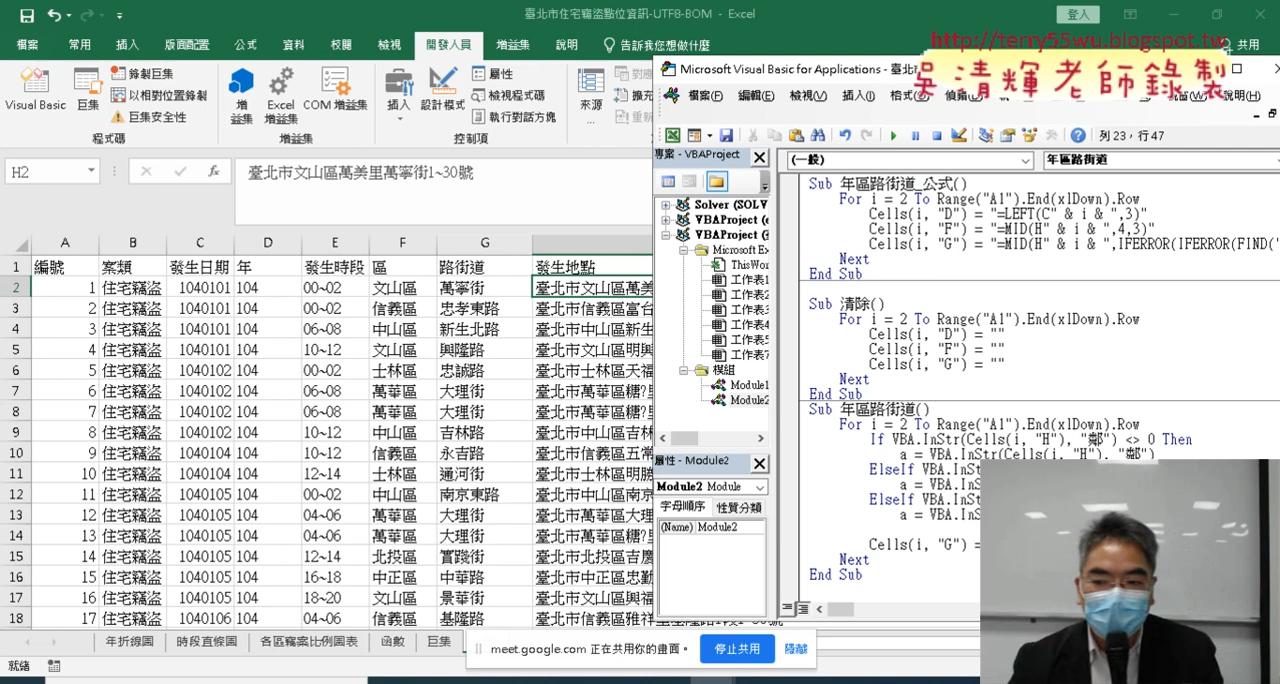 臺北市住宅竊盜點位資訊-UTF8-BOM - Excel
登入
檔案 常用 插入 版面配置 公式 資料 校閱 檢視 開發人員 增益集 說明 告訴我您想做什麼
共用
http://terry55wu.blogspot.tw
吳清輝老師錄製
Visual Basic 巨集 錄製巨集 以相對位置錄製 巨集安全性
增益集 Excel 增益集 COM 增益集
插入 設計模式 屬性 檢視程式碼 執行對話方塊
來源
程式碼 增益集 控制項
Microsoft Visual Basic for Applications -
檔案(F) 編輯(E) 檢視(V) 插入(I) 說明(H)
列 23，行 47
H2 fx 臺北市文山區萬美里萬寧街1~30號
A B C D E F G
1 編號 案類 發生日期 年 發生時段 區 路街道 發生地點
2 1 住宅竊盜 1040101 104 00~02 文山區 萬寧街 臺北市文山區萬美
3 2 住宅竊盜 1040101 104 00~02 信義區 忠孝東路 臺北市信義區富台
4 3 住宅竊盜 1040101 104 06~08 中山區 新生北路 臺北市中山區新生
5 4 住宅竊盜 1040101 104 10~12 文山區 興隆路 臺北市文山區明興
6 5 住宅竊盜 1040102 104 00~02 士林區 忠誠路 臺北市士林區天福
7 6 住宅竊盜 1040102 104 06~08 萬華區 大理街 臺北市萬華區糖?里
8 7 住宅竊盜 1040102 104 06~08 萬華區 大理街 臺北市萬華區糖?里
9 8 住宅竊盜 1040102 104 10~12 中山區 吉林路 臺北市中山區吉林
10 9 住宅竊盜 1040104 104 10~12 信義區 永吉路 臺北市信義區五常
11 10 住宅竊盜 1040104 104 12~14 士林區 通河街 臺北市士林區明勝
12 11 住宅竊盜 1040105 104 00~02 中山區 南京東路 臺北市中山區南京
13 12 住宅竊盜 1040105 104 04~06 萬華區 大理街 臺北市萬華區大理
14 13 住宅竊盜 1040105 104 04~06 萬華區 大理街 臺北市萬華區糖?里
15 14 住宅竊盜 1040105 104 12~14 北投區 實踐街 臺北市北投區吉慶
16 15 住宅竊盜 1040105 104 16~18 中正區 中華路 臺北市中正區忠勤
17 16 住宅竊盜 1040105 104 18~20 文山區 景華街 臺北市文山區興福
18 17 住宅竊盜 1040106 104 04~06 信義區 基隆路
年折線圖 時段直條圖 各區竊案比例圖表 函數 巨集
就緒
meet.google.com 正在共用你的畫面。 停止共用 隱藏
專案 - VBAProject
Solver (SOLV
VBAProject (
VBAProject (
Microsoft Ex
ThisWor
工作表1
工作表2
工作表3
工作表4
工作表5
工作表7
模組
Module1
Module2
屬性 - Module2
Module2 Module
字母順序 性質分類
(Name) Module2
(一般) 年區路街道
Sub 年區路街道_公式()
For i = 2 To Range("A1").End(xlDown).Row
Cells(i, "D") = "=LEFT(C" & i & ",3)"
Cells(i, "F") = "=MID(H" & i & ",4,3)"
Cells(i, "G") = "=MID(H" & i & ",IFERROR(IFERROR(FIND('
Next
End Sub
Sub 清除()
For i = 2 To Range("A1").End(xlDown).Row
Cells(i, "D") = ""
Cells(i, "F") = ""
Cells(i, "G") = ""
Next
End Sub
Sub 年區路街道()
For i = 2 To Range("A1").End(xlDown).Row
If VBA.InStr(Cells(i, "H"), "鄰") <> 0 Then
a = VBA.InStr(Cells(i, "H"), "鄰")
ElseIf VBA.InSt
a = VBA.InS
ElseIf VBA.InSt
a = VBA.InS
Cells(i, "G") =
Next
End Sub